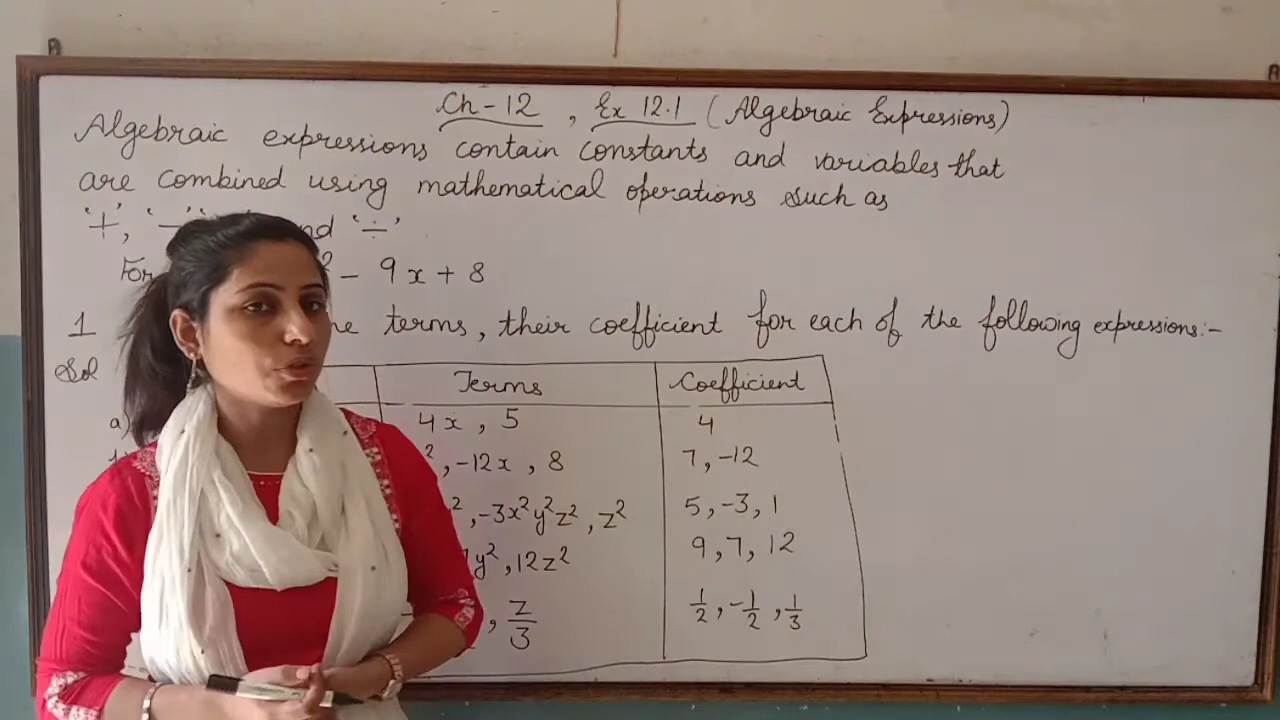 Ch-12, Ex 12.1 (Algebraic Expressions)
Algebraic expressions contain constants and variables that
are combined using mathematical operations such as
'+', '-' and '÷'
For ² - 9x + 8
1 terms, their coefficient for each of the following expressions:-
Sol
Terms Coefficient
a) 4x, 5 4
², -12x, 8 7, -12
², -3x²y²z², z² 5, -3, 1
y², 12z² 9, 7, 12
, z/3 1/2, -1/2, 1/3